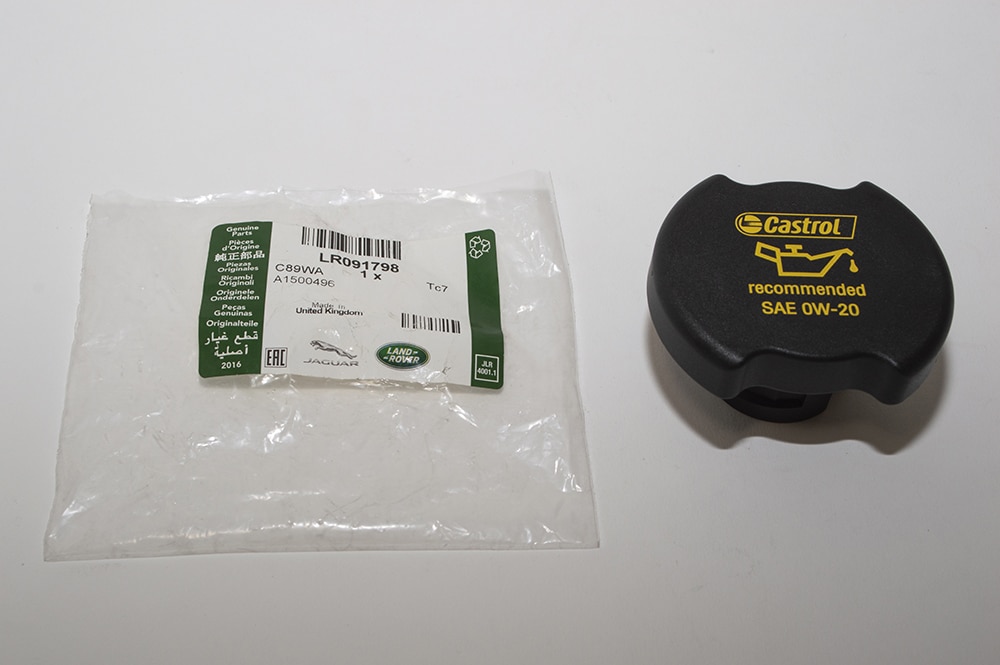 Genuine
Parts
Pièces
d'Origine
純正部品
Piezas
Originales
Ricambi
Originoli
Originele
Onderdelen
Peças
Genuínas
Originalteile
قطع غيار
أصلية
2016
LR091798
1 x
C89WA
A1500496
Tc7
Made in
United Kingdom
EAC
JAGUAR
LAND
ROVER
JLR
4001.1
Castrol
recommended
SAE 0W-20